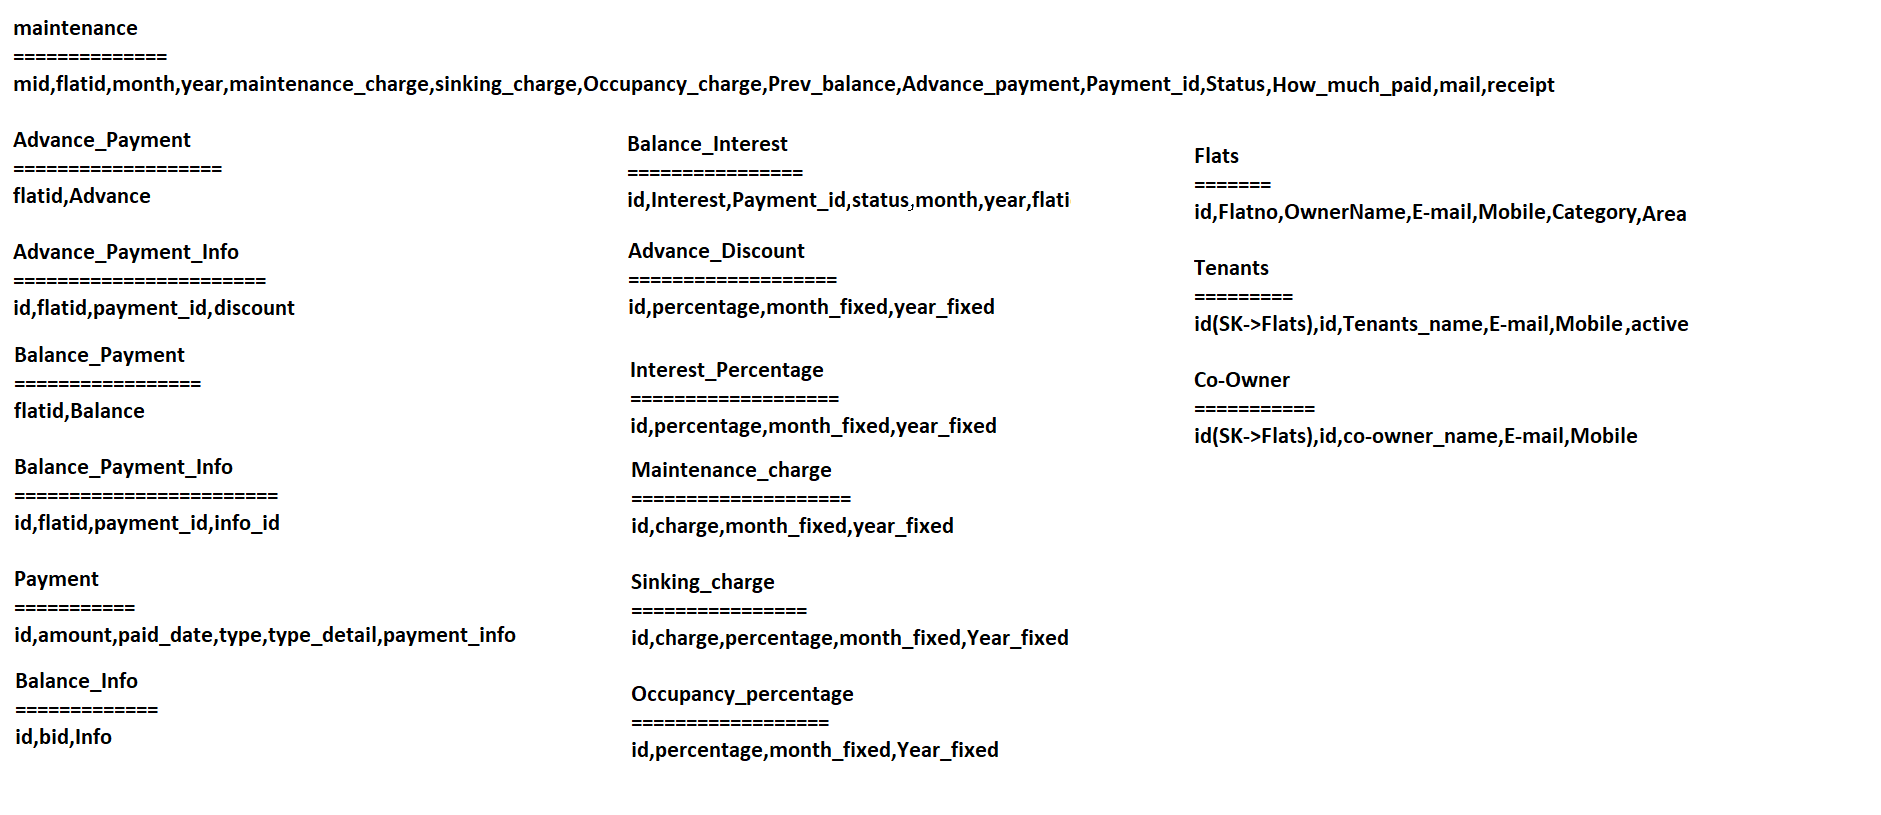 maintenance
==============
mid,flatid,month,year,maintenance_charge,sinking_charge,Occupancy_charge,Prev_balance,Advance_payment,Payment_id,Status,How_much_paid,mail,receipt
Advance_Payment
===================
flatid,Advance
Advance_Payment_Info
=======================
id,flatid,payment_id,discount
Balance_Payment
=================
flatid,Balance
Balance_Payment_Info
========================
id,flatid,payment_id,info_id
Payment
===========
id,amount,paid_date,type,type_detail,payment_info
Balance_Info
=============
id,bid,Info
Balance_Interest
================
id,Interest,Payment_id,status,month,year,flati
Advance_Discount
===================
id,percentage,month_fixed,year_fixed
Interest_Percentage
===================
id,percentage,month_fixed,year_fixed
Maintenance_charge
====================
id,charge,month_fixed,year_fixed
Sinking_charge
================
id,charge,percentage,month_fixed,Year_fixed
Occupancy_percentage
==================
id,percentage,month_fixed,Year_fixed
Flats
=======
id,Flatno,OwnerName,E-mail,Mobile,Category,Area
Tenants
=========
id(SK->Flats),id,Tenants_name,E-mail,Mobile,active
Co-Owner
===========
id(SK->Flats),id,co-owner_name,E-mail,Mobile